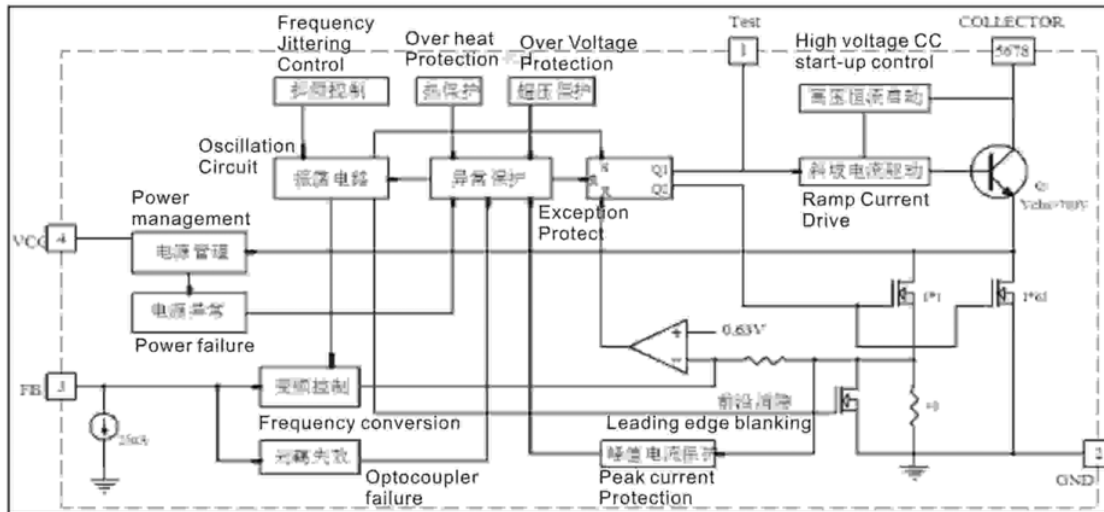 Frequency
Jittering
Control
Over heat
Protection
Over Voltage
Protection
Test
1
High voltage CC
start-up control
COLLECTOR
5678
抖频控制
热保护
超压保护
高压恒流启动
Oscillation
Circuit
振荡电路
异常保护
S
R
Q1
Q2
斜坡电流驱动
Ramp Current
Drive
Exception
Protect
Power
management
VCC
4
电源管理
电源异常
Power failure
0.63V
+
-
FB
3
变频控制
Frequency conversion
前沿消隐
Leading edge blanking
光耦失效
Optocoupler
failure
峰值电流保护
Peak current
Protection
2
GND